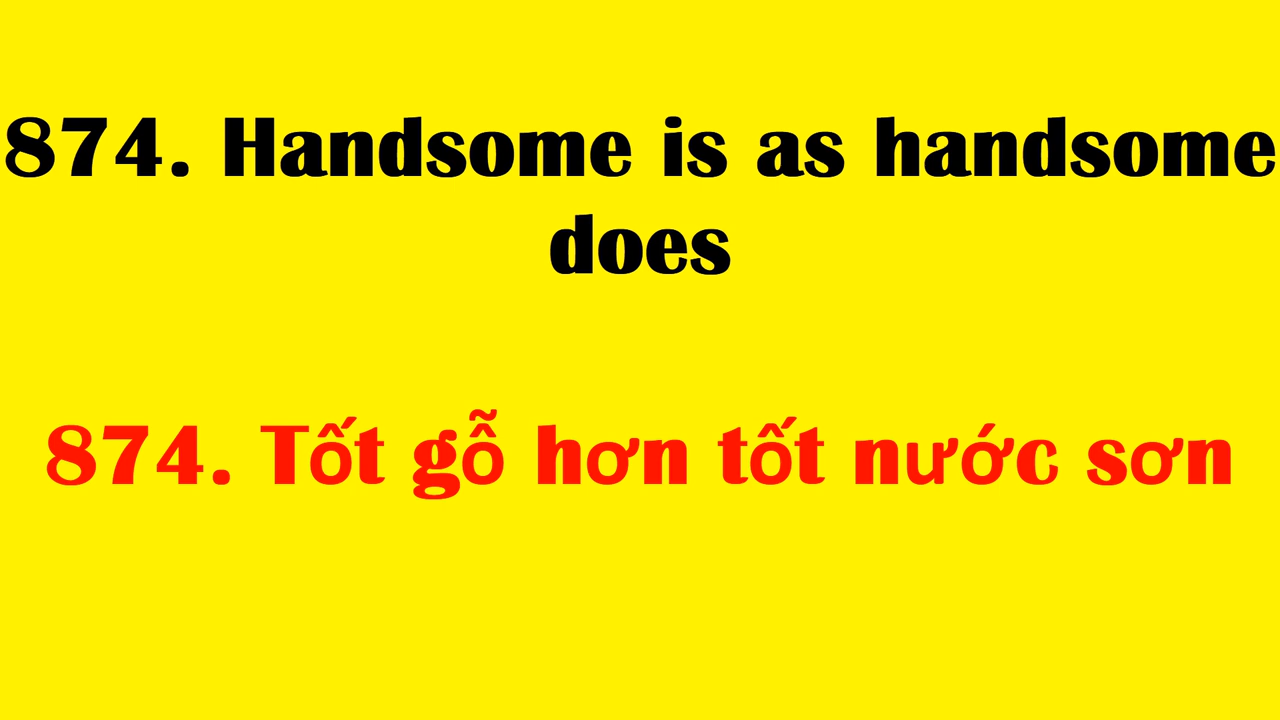 874. Handsome is as handsome
does
874. Tốt gỗ hơn tốt nước sơn